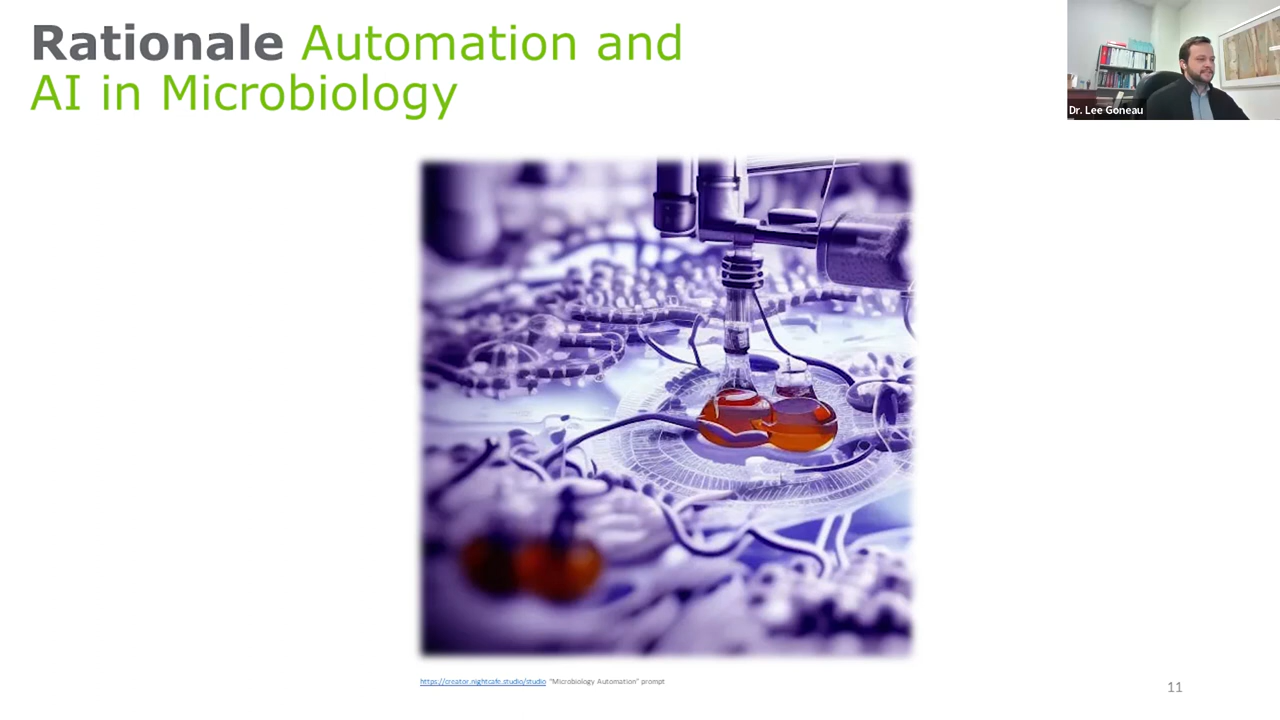 Rationale Automation and
AI in Microbiology
Dr. Lee Goneau
https://creator.nightcafe.studio/studio "Microbiology Automation" prompt
11